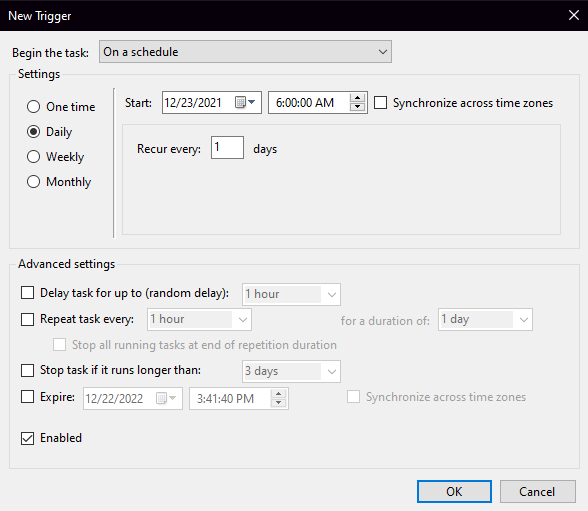 New Trigger
Begin the task: On a schedule
Settings
One time
Daily
Weekly
Monthly
Start: 12/23/2021 6:00:00 AM Synchronize across time zones
Recur every: 1 days
Advanced settings
Delay task for up to (random delay): 1 hour
Repeat task every: 1 hour for a duration of: 1 day
Stop all running tasks at end of repetition duration
Stop task if it runs longer than: 3 days
Expire: 12/22/2022 3:41:40 PM Synchronize across time zones
Enabled
OK Cancel